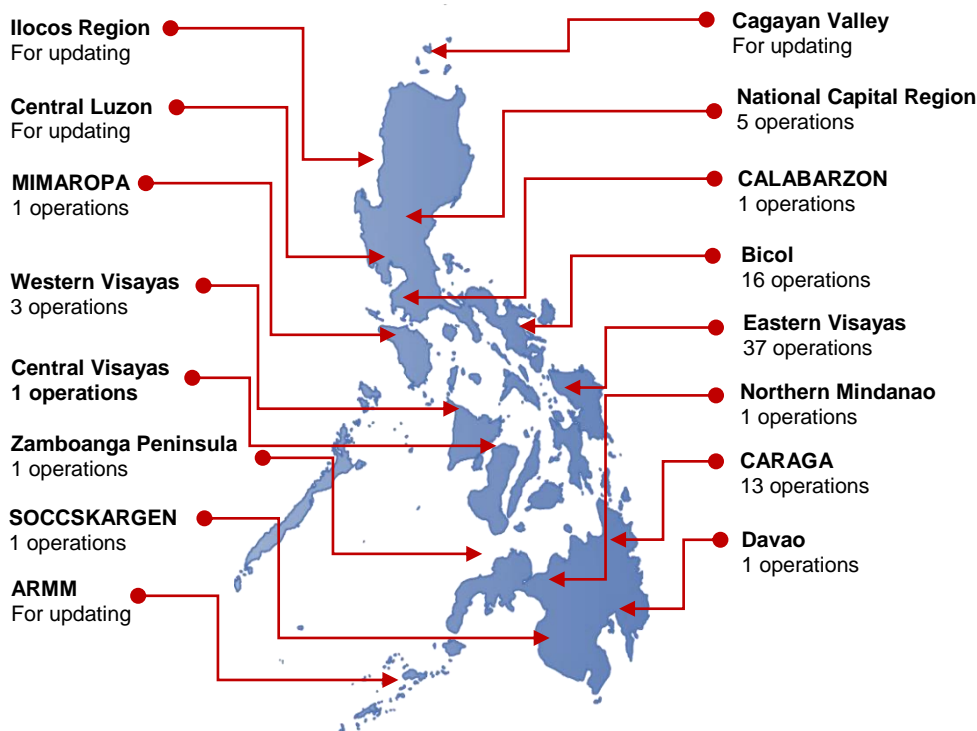 Ilocos Region
For updating
Central Luzon
For updating
MIMAROPA
1 operations
Western Visayas
3 operations
Central Visayas
1 operations
Zamboanga Peninsula
1 operations
SOCCSKARGEN
1 operations
ARMM
For updating
Cagayan Valley
For updating
National Capital Region
5 operations
CALABARZON
1 operations
Bicol
16 operations
Eastern Visayas
37 operations
Northern Mindanao
1 operations
CARAGA
13 operations
Davao
1 operations